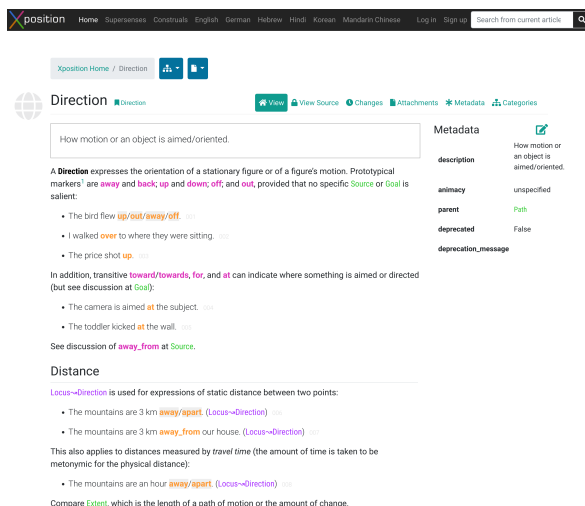 Xposition Home Supersenses Construals English German Hebrew Hindi Korean Mandarin Chinese Log in Sign up Search from current article
Xposition Home / Direction
Direction Direction View View Source Changes Attachments Metadata Categories
How motion or an object is aimed/oriented.
A Direction expresses the orientation of a stationary figure or of a figure's motion. Prototypical
markers1 are away and back; up and down; off; and out, provided that no specific Source or Goal is
salient:
• The bird flew up/out/away/off.
• I walked over to where they were sitting.
• The price shot up.
In addition, transitive toward/towards, for, and at can indicate where something is aimed or directed
(but see discussion at Goal):
• The camera is aimed at the subject.
• The toddler kicked at the wall.
See discussion of away_from at Source.
Distance
Locus↝Direction is used for expressions of static distance between two points:
• The mountains are 3 km away/apart. (Locus↝Direction)
• The mountains are 3 km away_from our house. (Locus↝Direction)
This also applies to distances measured by travel time (the amount of time is taken to be
metonymic for the physical distance):
• The mountains are an hour away/apart. (Locus↝Direction)
Compare Extent, which is the length of a path of motion or the amount of change.
Metadata
description How motion or an object is aimed/oriented.
animacy unspecified
parent Path
deprecated False
deprecation_message